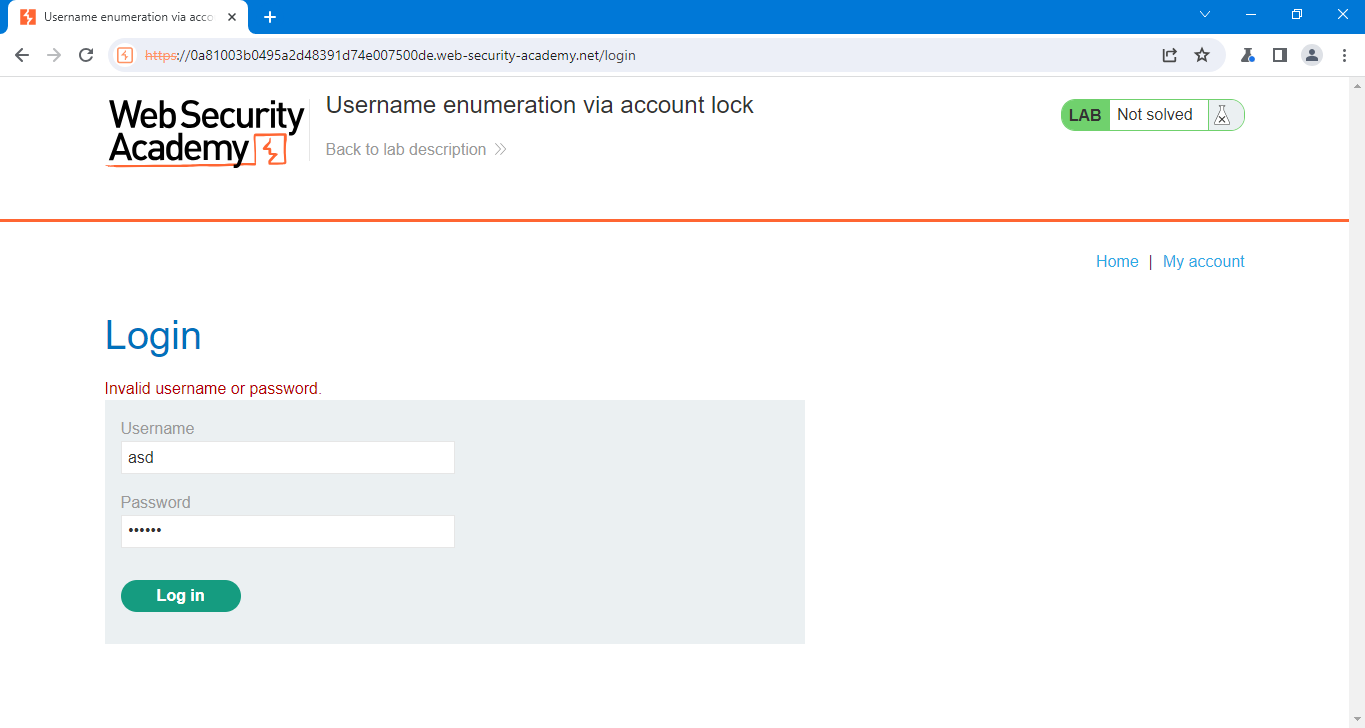 Username enumeration via acco
https://0a81003b0495a2d48391d74e007500de.web-security-academy.net/login
Web Security
Academy
Username enumeration via account lock
Back to lab description
LAB Not solved
Home | My account
Login
Invalid username or password.
Username
asd
Password
••••••
Log in